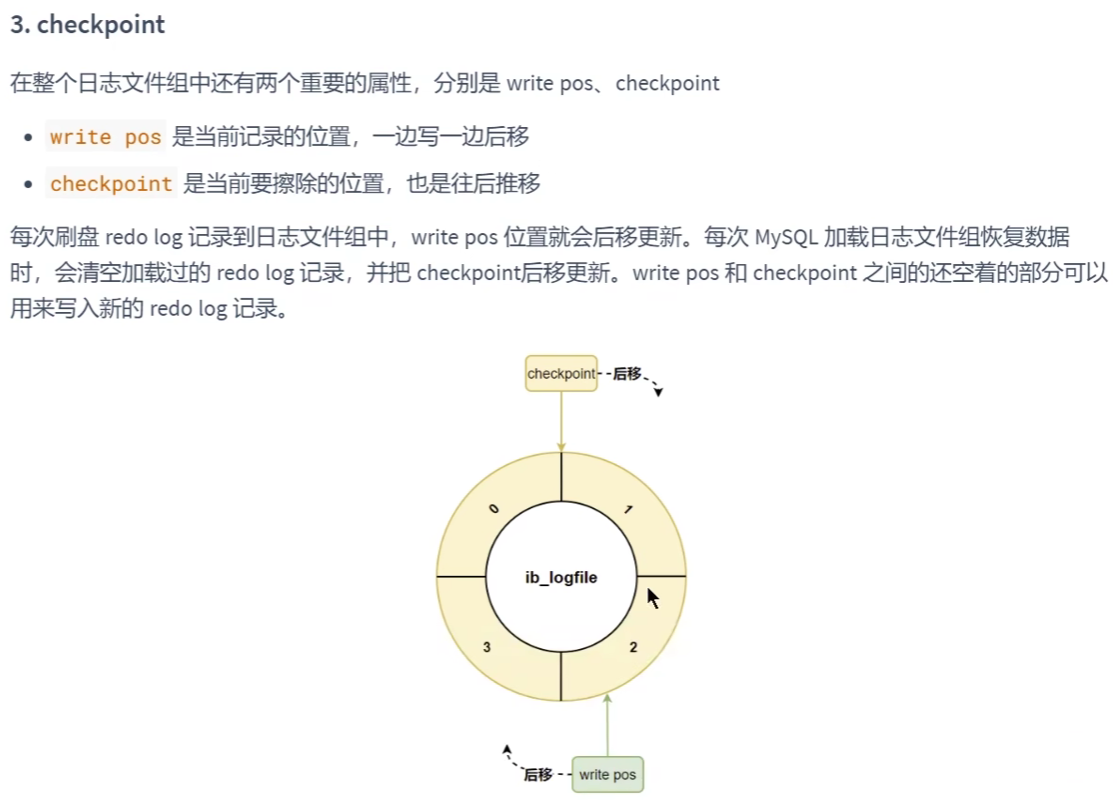 3. checkpoint
在整个日志文件组中还有两个重要的属性，分别是 write pos、checkpoint
write pos 是当前记录的位置，一边写一边后移
checkpoint 是当前要擦除的位置，也是往后推移
每次刷盘 redo log 记录到日志文件组中，write pos 位置就会后移更新。每次 MySQL 加载日志文件组恢复数据
时，会清空加载过的 redo log 记录，并把 checkpoint后移更新。write pos 和 checkpoint 之间的还空着的部分可以
用来写入新的 redo log 记录。
checkpoint
后移
0
1
ib_logfile
3
2
后移
write pos